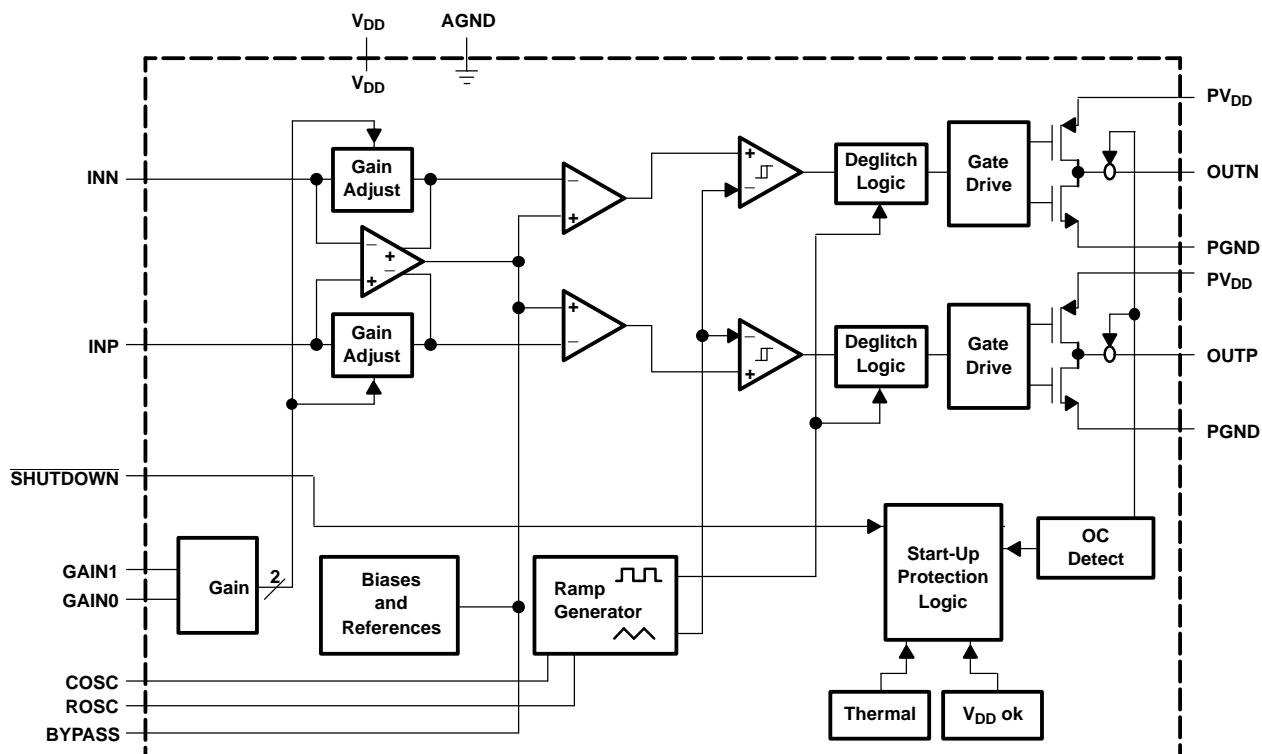 VDD
AGND
VDD
PVDD
INN
Gain
Adjust
−
+
+
−
Deglitch
Logic
Gate
Drive
OUTN
−
+
−
+
PGND
PVDD
INP
Gain
Adjust
+
−
−
+
Deglitch
Logic
Gate
Drive
OUTP
PGND
SHUTDOWN
GAIN1
GAIN0
Gain
2
Biases
and
References
Ramp
Generator
Start-Up
Protection
Logic
OC
Detect
COSC
ROSC
BYPASS
Thermal
VDD ok